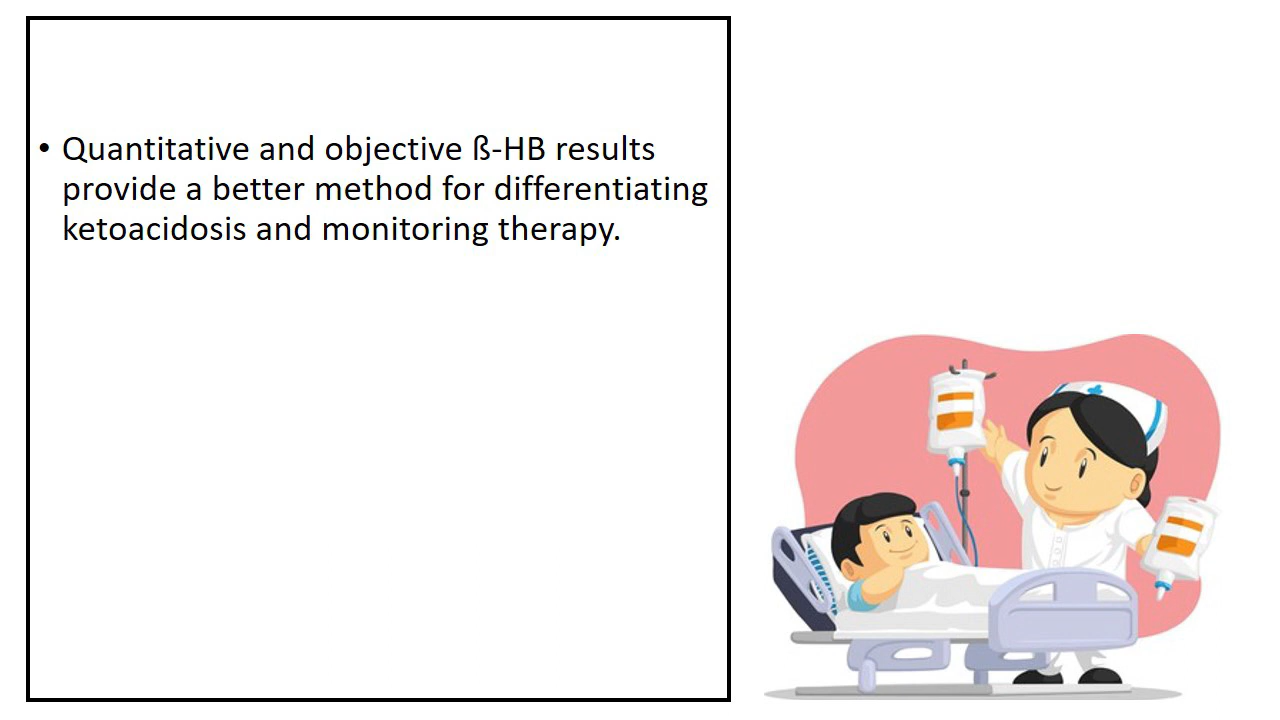 • Quantitative and objective ß-HB results
provide a better method for differentiating
ketoacidosis and monitoring therapy.